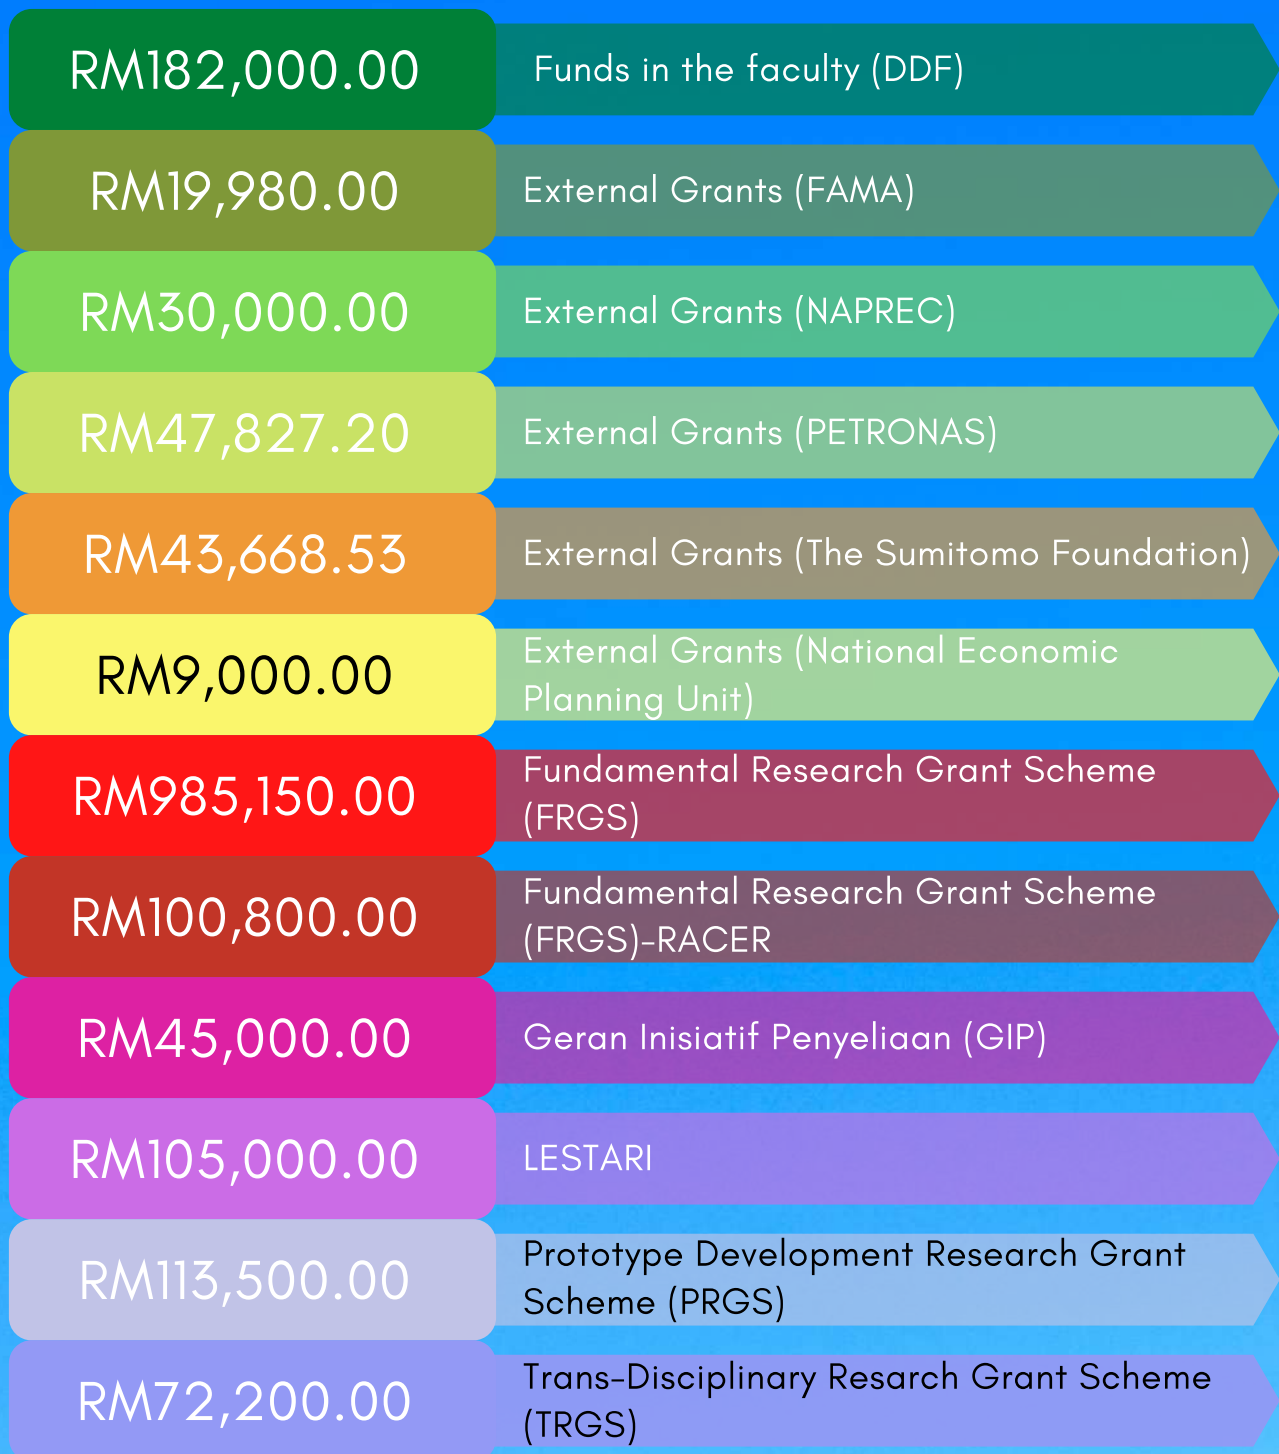 RM182,000.00
Funds in the faculty (DDF)
RM19,980.00
External Grants (FAMA)
RM30,000.00
External Grants (NAPREC)
RM47,827.20
External Grants (PETRONAS)
RM43,668.53
External Grants (The Sumitomo Foundation)
RM9,000.00
External Grants (National Economic
Planning Unit)
RM985,150.00
Fundamental Research Grant Scheme
(FRGS)
RM100,800.00
Fundamental Research Grant Scheme
(FRGS)-RACER
RM45,000.00
Geran Inisiatif Penyeliaan (GIP)
RM105,000.00
LESTARI
RM113,500.00
Prototype Development Research Grant
Scheme (PRGS)
RM72,200.00
Trans-Disciplinary Resarch Grant Scheme
(TRGS)